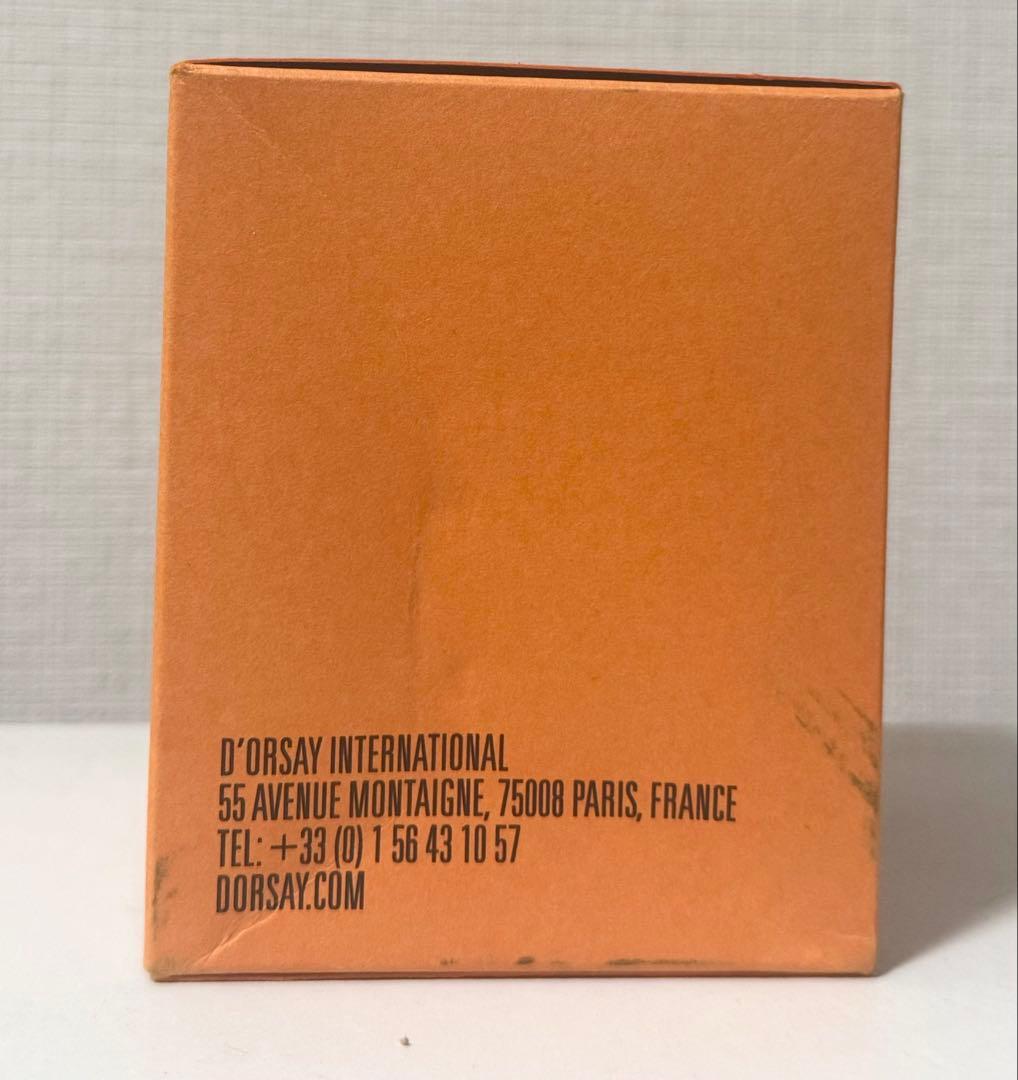 D'ORSAY INTERNATIONAL
55 AVENUE MONTAIGNE, 75008 PARIS, FRANCE
TEL: +33 (0) 1 56 43 10 57
DORSAY.COM